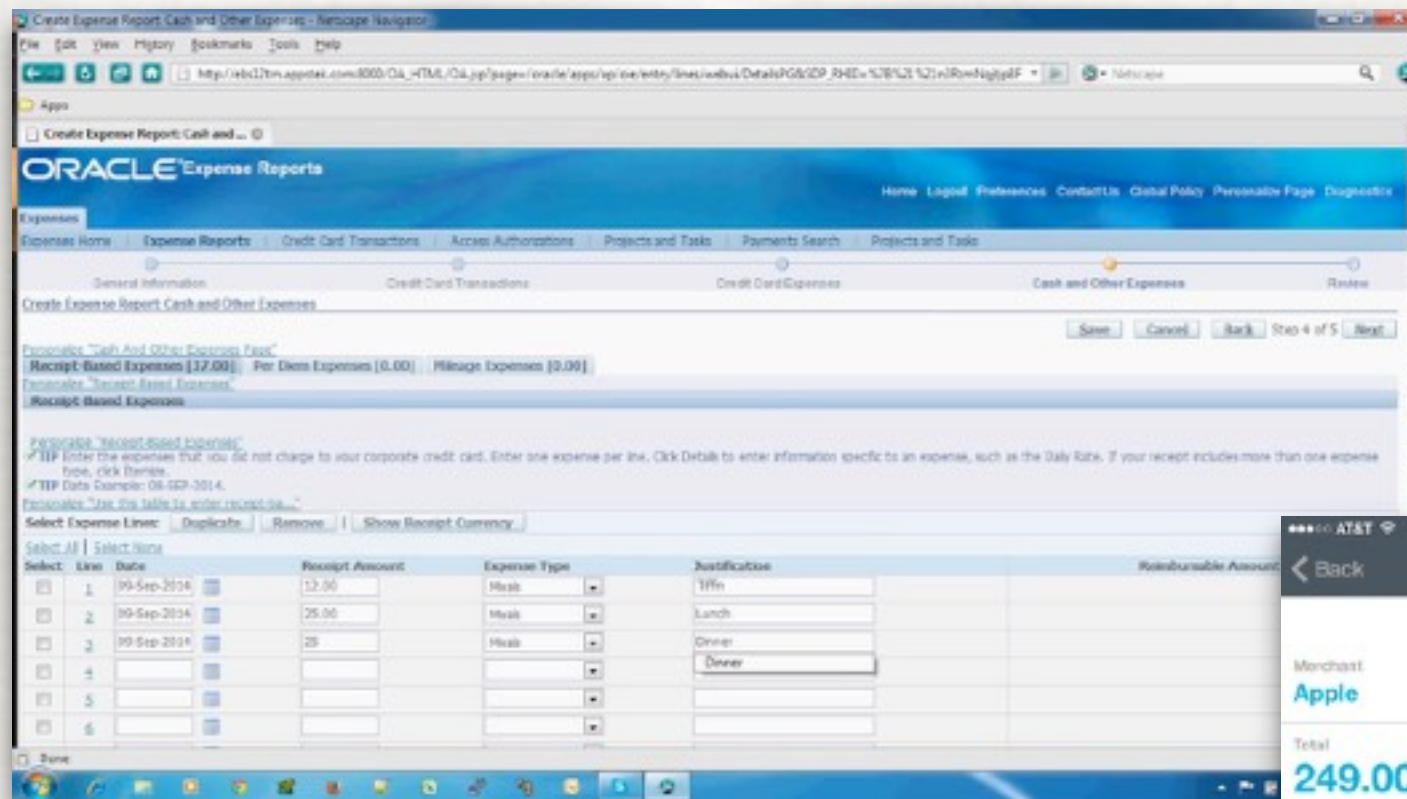 Create Expense Report: Cash and Other Expenses - Netscape Navigator
File Edit View History Bookmarks Tools Help
Netscape
Apps
Create Expense Report: Cash and ...
ORACLE Expense Reports
Home Logout Preferences Contact Us Global Policy Personalize Page Diagnostics
Expenses
Expenses Home Expense Reports Credit Card Transactions Access Authorizations Projects and Tasks Payments Search Projects and Tasks
General Information Credit Card Transactions Credit Card Expenses Cash and Other Expenses Review
Create Expense Report: Cash and Other Expenses
Save Cancel Back Step 4 of 5 Next
Personalize "Cash And Other Expenses Page"
Receipt-Based Expenses [37.00] Per Diem Expenses [0.00] Mileage Expenses [0.00]
Personalize "Receipt-Based Expenses"
Receipt-Based Expenses
Personalize "Receipt-Based Expenses"
TIP Enter the expenses that you did not charge to your corporate credit card. Enter one expense per line. Click Details to enter information specific to an expense, such as the Daily Rate. If your receipt includes more than one expense
type, click Itemize.
TIP Date Example: 08-SEP-2014.
Personalize "Use this table to enter receipt-ba..."
Select Expense Lines: Duplicate Remove | Show Receipt Currency
Select All | Select None
Select Line Date Receipt Amount Expense Type Justification Reimbursable Amount
1 09-Sep-2014 12.00 Meals Tiffn
2 09-Sep-2014 25.00 Meals Lunch
3 09-Sep-2014 25 Meals Dinner
Dinner
4
5
6
Done
AT&T
Back
Merchant
Apple
Total
249.00